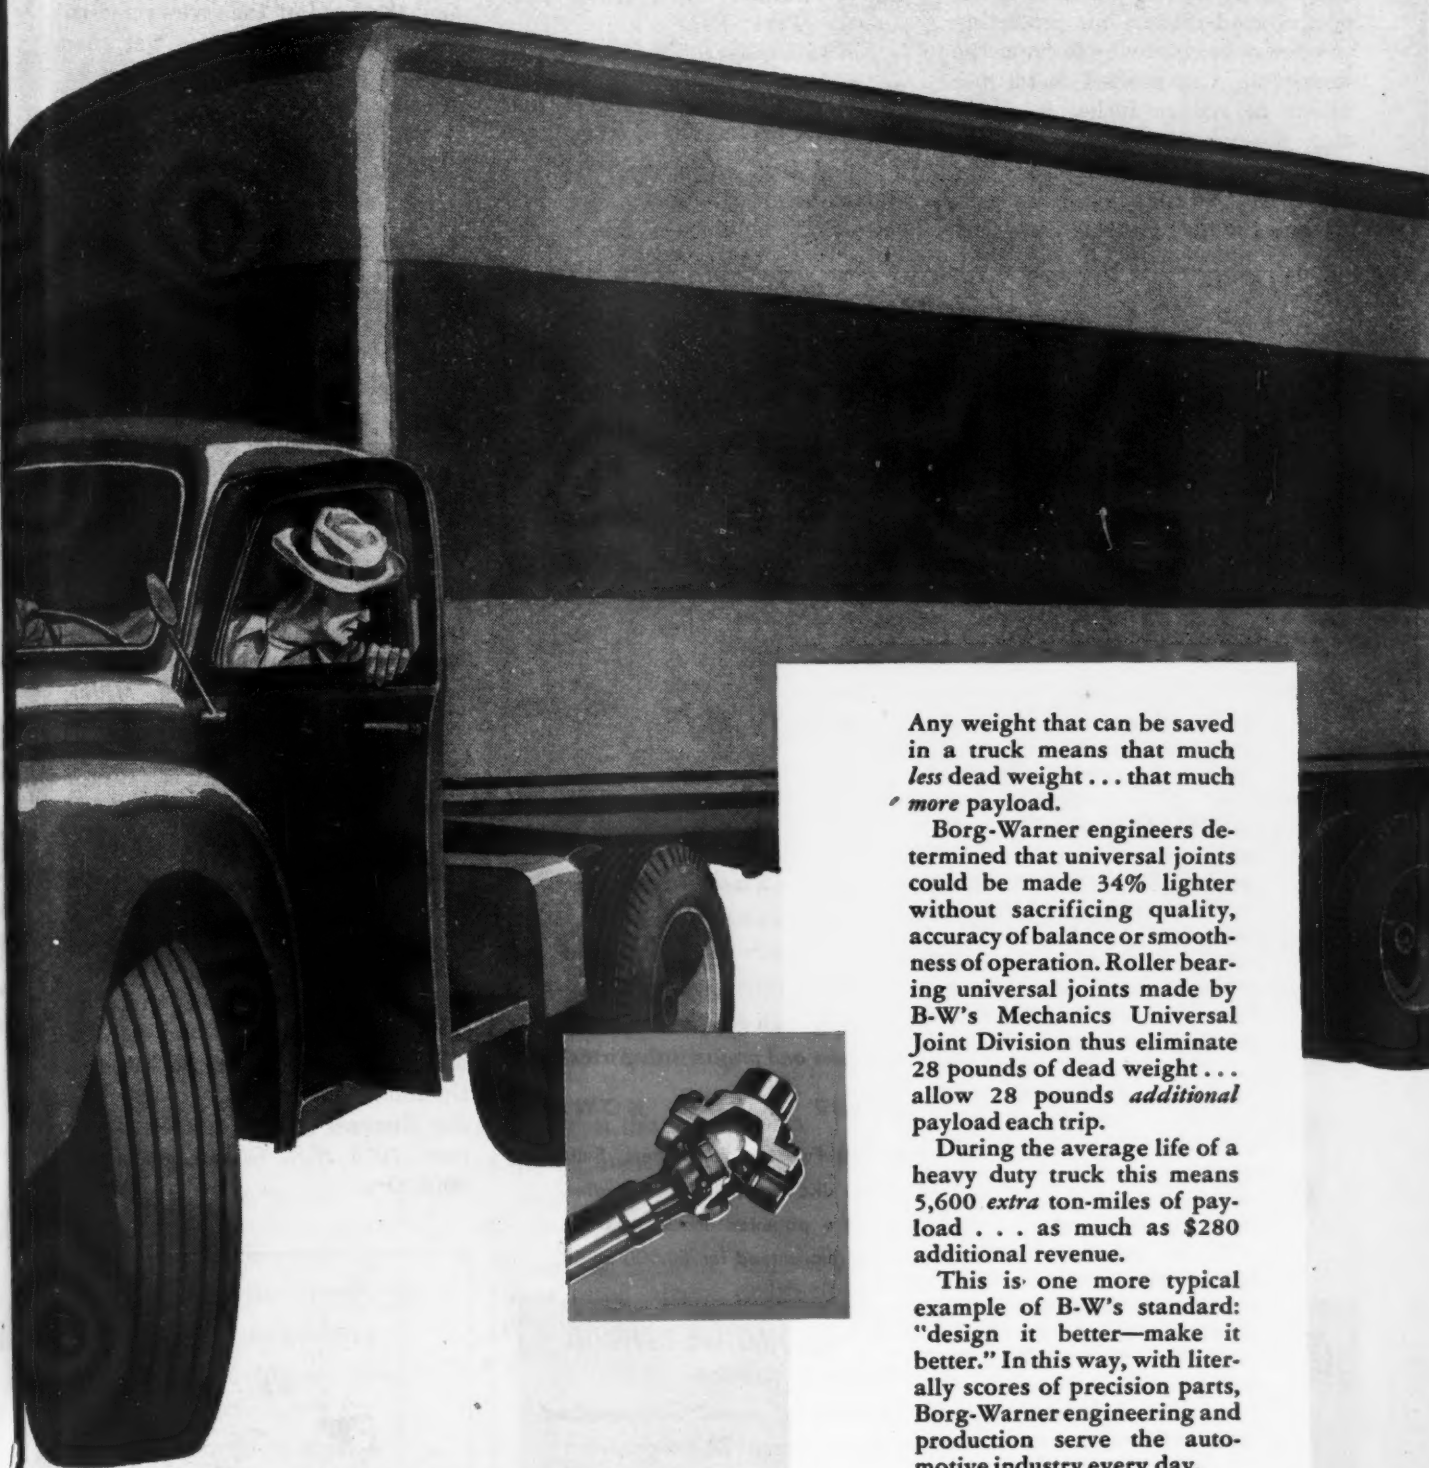 Any weight that can be saved
in a truck means that much
less dead weight . . . that much
more payload.
Borg-Warner engineers de-
termined that universal joints
could be made 34% lighter
without sacrificing quality,
accuracy of balance or smooth-
ness of operation. Roller bear-
ing universal joints made by
B-W's Mechanics Universal
Joint Division thus eliminate
28 pounds of dead weight . . .
allow 28 pounds additional
payload each trip.
During the average life of a
heavy duty truck this means
5,600 extra ton-miles of pay-
load . . . as much as $280
additional revenue.
This is one more typical
example of B-W's standard:
"design it better—make it
better." In this way, with liter-
ally scores of precision parts,
Borg-Warner engineering and
production serve the auto-
motive industry every day.